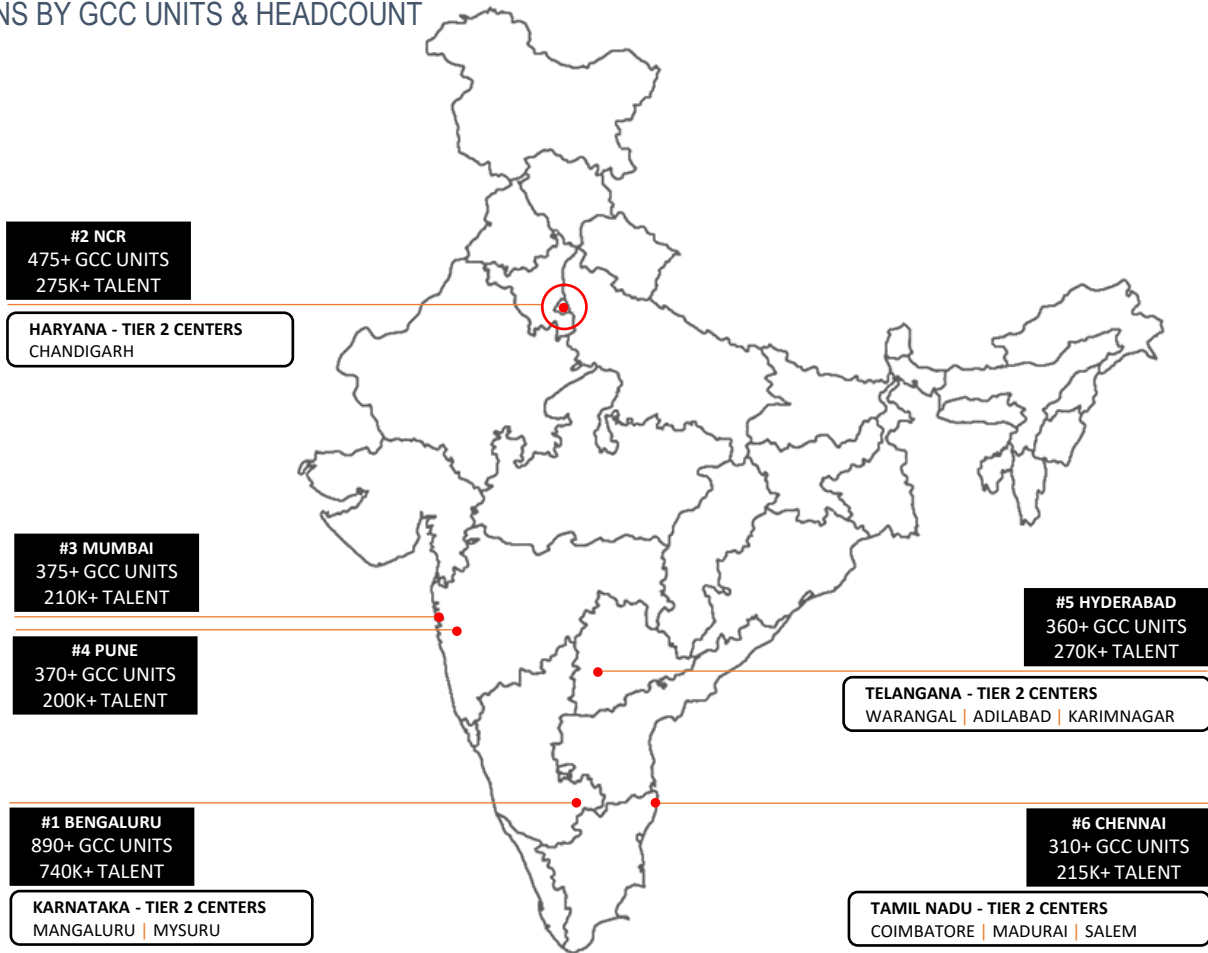 NS BY GCC UNITS & HEADCOUNT
#2 NCR
475+ GCC UNITS
275K+ TALENT
HARYANA - TIER 2 CENTERS
CHANDIGARH
#3 MUMBAI
375+ GCC UNITS
210K+ TALENT
#4 PUNE
370+ GCC UNITS
200K+ TALENT
#5 HYDERABAD
360+ GCC UNITS
270K+ TALENT
TELANGANA - TIER 2 CENTERS
WARANGAL | ADILABAD | KARIMNAGAR
#1 BENGALURU
890+ GCC UNITS
740K+ TALENT
KARNATAKA - TIER 2 CENTERS
MANGALURU | MYSURU
#6 CHENNAI
310+ GCC UNITS
215K+ TALENT
TAMIL NADU - TIER 2 CENTERS
COIMBATORE | MADURAI | SALEM